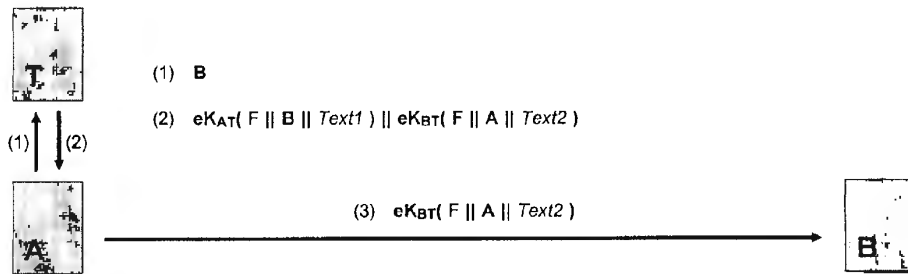 T
(1) B
(2) eKAT( F || B || Text1 ) || eKBT( F || A || Text2 )
(1) (2)
(3) eKBT( F || A || Text2 )
A
B